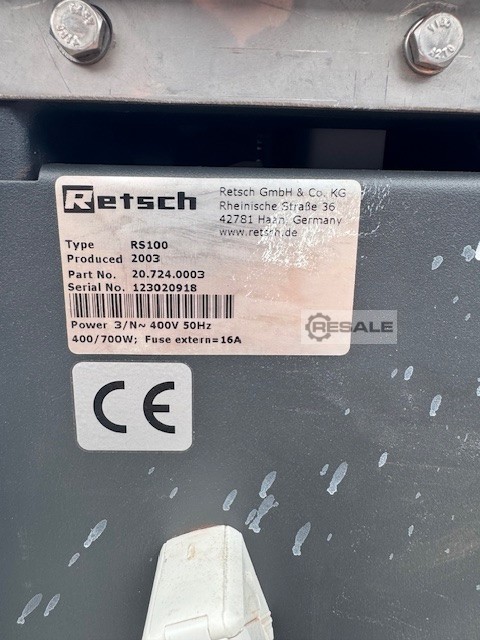 Retsch
Retsch GmbH & Co. KG
Rheinische Straße 36
42781 Haan, Germany
www.retsch.de
Type RS100
Produced 2003
Part No. 20.724.0003
Serial No. 123020918
Power 3/N~ 400V 50Hz
400/700W; Fuse extern=16A
RESALE
CE